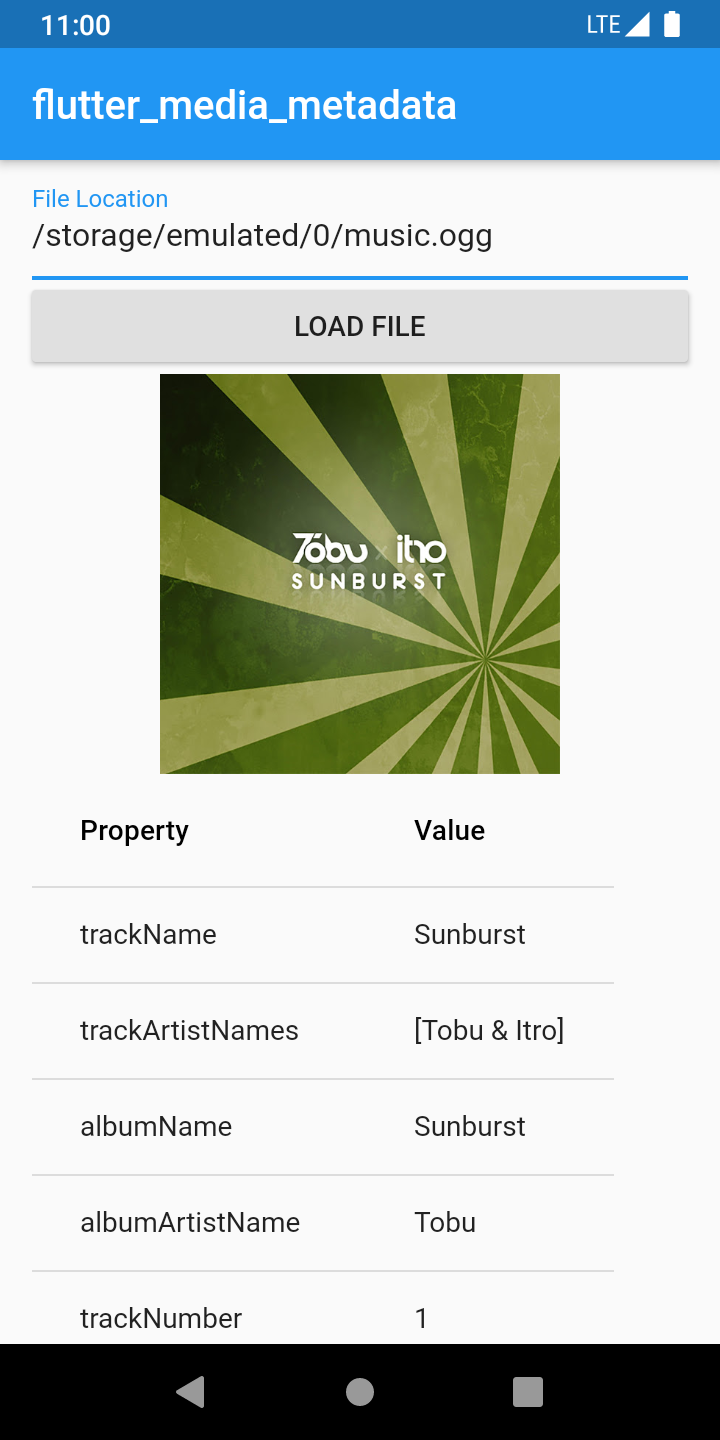 11:00 LTE
flutter_media_metadata
File Location
/storage/emulated/0/music.ogg
LOAD FILE
Tobu x itro
SUNBURST
Property Value
trackName Sunburst
trackArtistNames [Tobu & Itro]
albumName Sunburst
albumArtistName Tobu
trackNumber 1